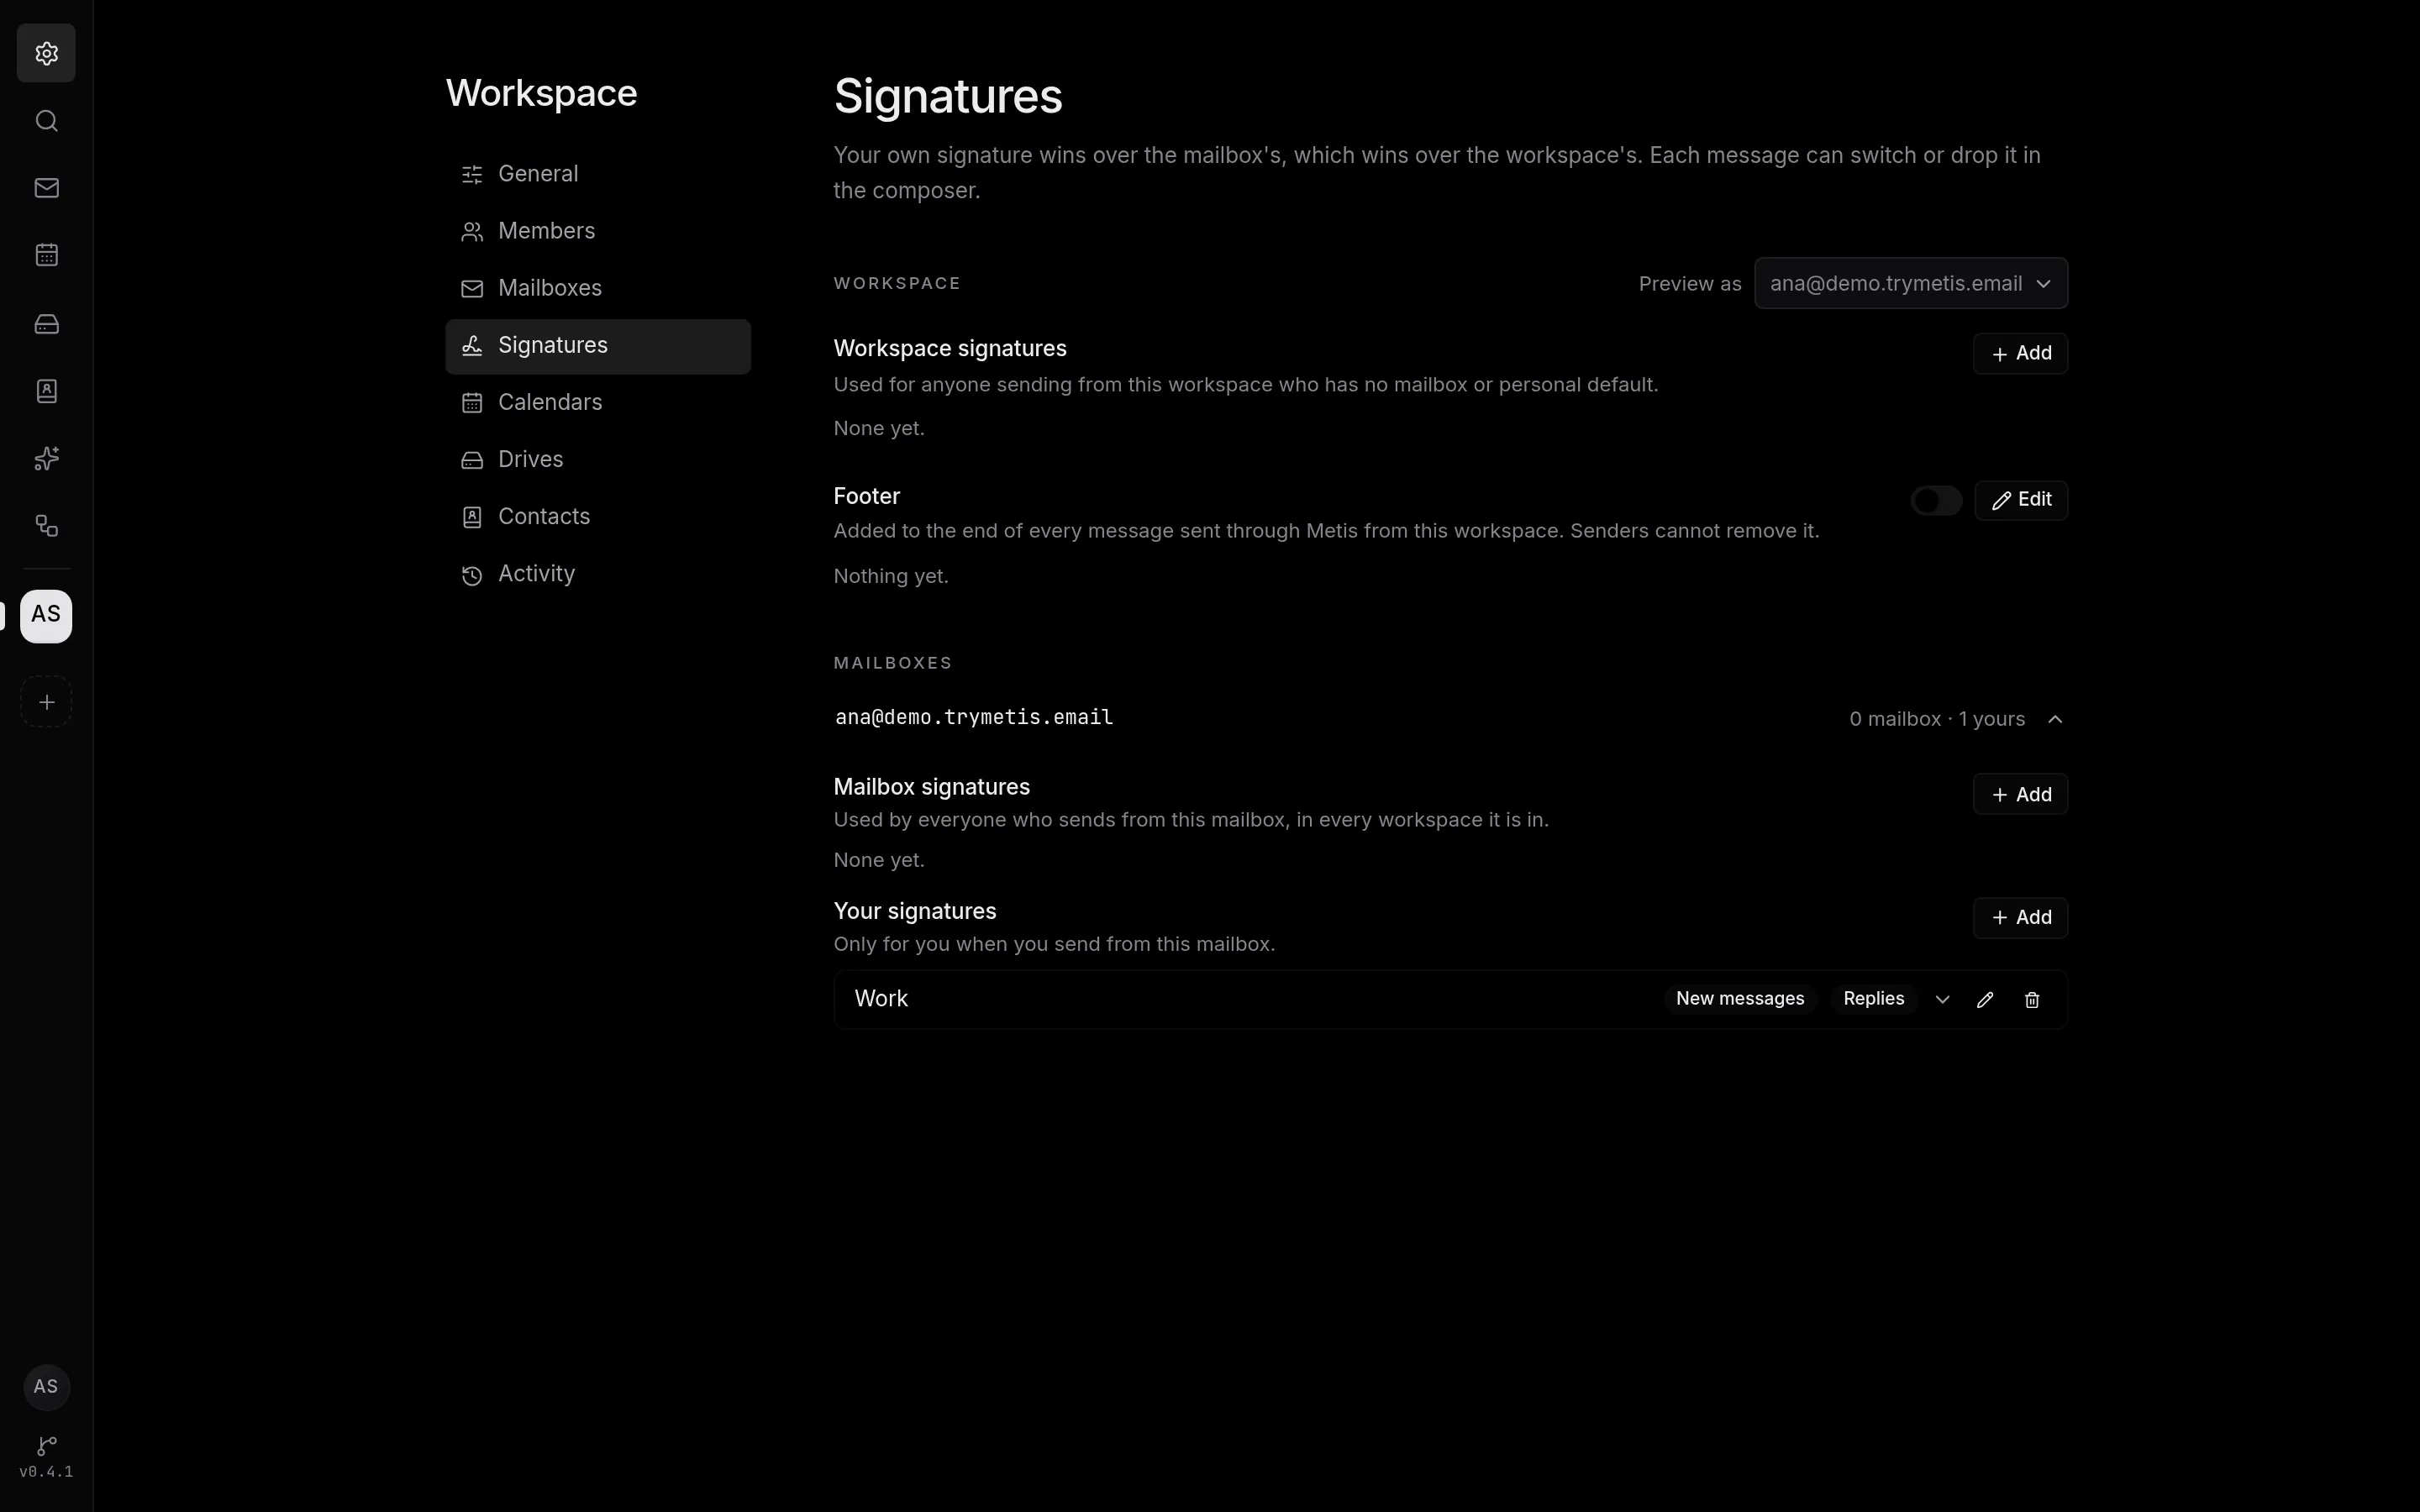 Workspace
General
Members
Mailboxes
Signatures
Calendars
Drives
Contacts
Activity
AS
AS
v0.4.1
Signatures
Your own signature wins over the mailbox's, which wins over the workspace's. Each message can switch or drop it in
the composer.
WORKSPACE
Preview as
ana@demo.trymetis.email
Workspace signatures
Add
Used for anyone sending from this workspace who has no mailbox or personal default.
None yet.
Footer
Edit
Added to the end of every message sent through Metis from this workspace. Senders cannot remove it.
Nothing yet.
MAILBOXES
ana@demo.trymetis.email
0 mailbox · 1 yours
Mailbox signatures
Add
Used by everyone who sends from this mailbox, in every workspace it is in.
None yet.
Your signatures
Add
Only for you when you send from this mailbox.
Work
New messages
Replies